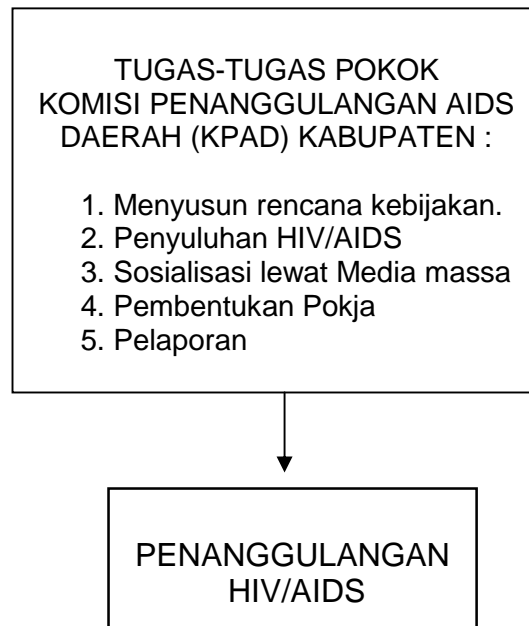 TUGAS-TUGAS POKOK
KOMISI PENANGGULANGAN AIDS
DAERAH (KPAD) KABUPATEN :
1. Menyusun rencana kebijakan.
2. Penyuluhan HIV/AIDS
3. Sosialisasi lewat Media massa
4. Pembentukan Pokja
5. Pelaporan
PENANGGULANGAN
HIV/AIDS